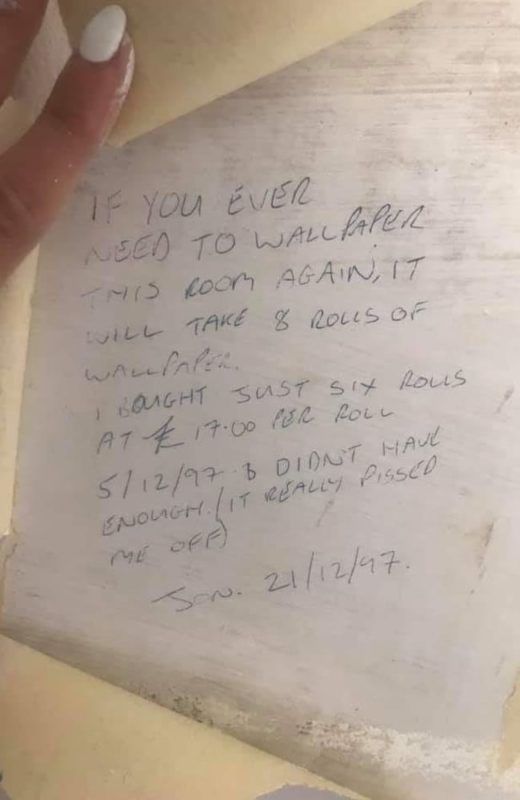 IF YOU EVER
NEED TO WALLPAPER
THIS ROOM AGAIN, IT
WILL TAKE 8 ROLLS OF
WALLPAPER.
I BOUGHT JUST SIX ROLLS
AT £17.00 PER ROLL
5/12/97 & DIDN'T HAVE
ENOUGH. (IT REALLY PISSED
ME OFF)
JON. 21/12/97.